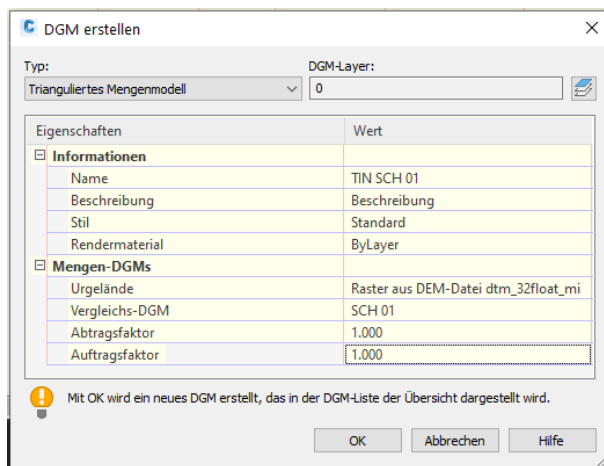 DGM erstellen
Typ: DGM-Layer:
Trianguliertes Mengenmodell 0
Eigenschaften Wert
Informationen
Name TIN SCH 01
Beschreibung Beschreibung
Stil Standard
Rendermaterial ByLayer
Mengen-DGMs
Urgelände Raster aus DEM-Datei dtm_32float_mi
Vergleichs-DGM SCH 01
Abtragsfaktor 1.000
Auftragsfaktor 1.000
Mit OK wird ein neues DGM erstellt, das in der DGM-Liste der Übersicht dargestellt wird.
OK Abbrechen Hilfe